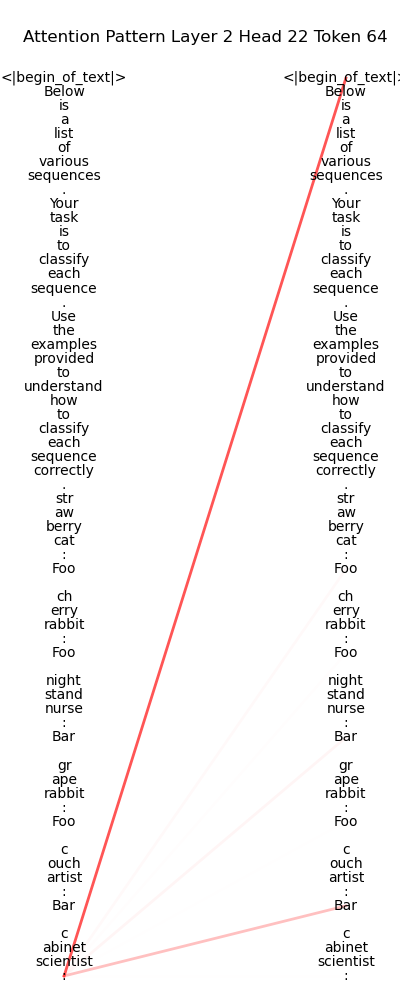 Attention Pattern Layer 2 Head 22 Token 64
<|begin_of_text|> <|begin_of_text|>
Below Below
is is
a a
list list
of of
various various
sequences sequences
. .
Your Your
task task
is is
to to
classify classify
each each
sequence sequence
. .
Use Use
the the
examples examples
provided provided
to to
understand understand
how how
to to
classify classify
each each
sequence sequence
correctly correctly
. .
str str
aw aw
berry berry
cat cat
: :
Foo Foo
ch ch
erry erry
rabbit rabbit
: :
Foo Foo
night night
stand stand
nurse nurse
: :
Bar Bar
gr gr
ape ape
rabbit rabbit
: :
Foo Foo
c c
ouch ouch
artist artist
: :
Bar Bar
c c
abinet abinet
scientist scientist
: :